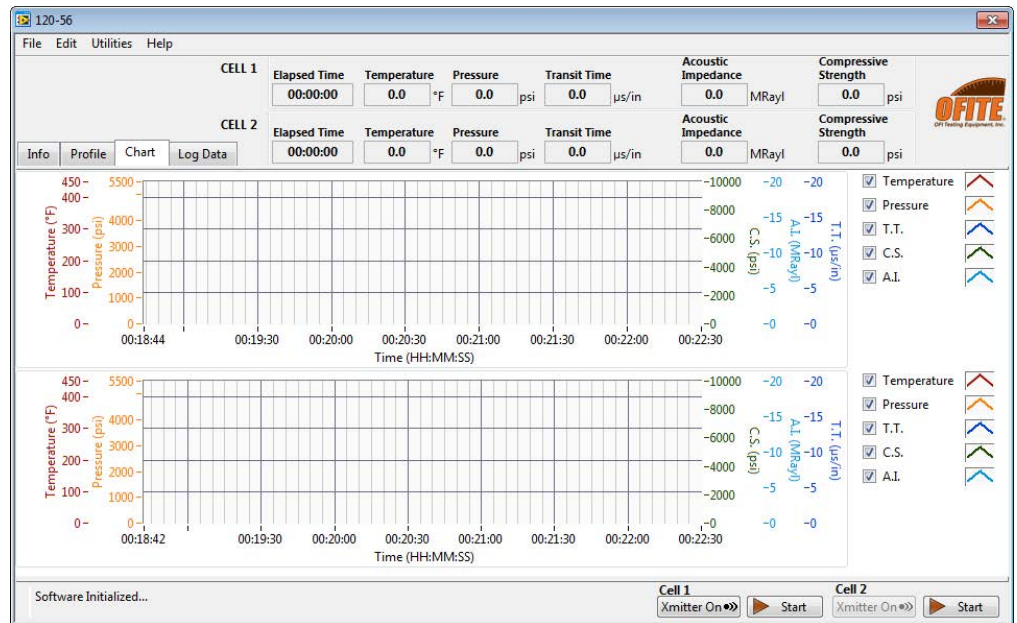 120-56
File Edit Utilities Help
CELL 1
Elapsed Time Temperature Pressure Transit Time Acoustic Impedance Compressive Strength
00:00:00 0.0 °F 0.0 psi 0.0 µs/in 0.0 MRayl 0.0 psi
OFITE
OFI Testing Equipment, Inc.
CELL 2
Elapsed Time Temperature Pressure Transit Time Acoustic Impedance Compressive Strength
00:00:00 0.0 °F 0.0 psi 0.0 µs/in 0.0 MRayl 0.0 psi
Info Profile Chart Log Data
Temperature (°F)
450
400
300
200
100
0
Pressure (psi)
5500
4000
3000
2000
1000
0
00:18:44 00:19:30 00:20:00 00:20:30 00:21:00 00:21:30 00:22:00 00:22:30
Time (HH:MM:SS)
10000
8000
6000
4000
2000
0
C.S. (psi)
20
15
10
5
0
A.I. (MRayl)
20
15
10
5
0
T.T. (µs/in)
Temperature
Pressure
T.T.
C.S.
A.I.
Temperature (°F)
450
400
300
200
100
0
Pressure (psi)
5500
4000
3000
2000
1000
0
00:18:42 00:19:30 00:20:00 00:20:30 00:21:00 00:21:30 00:22:00 00:22:30
Time (HH:MM:SS)
10000
8000
6000
4000
2000
0
C.S. (psi)
20
15
10
5
0
A.I. (MRayl)
20
15
10
5
0
T.T. (µs/in)
Temperature
Pressure
T.T.
C.S.
A.I.
Software Initialized...
Cell 1
Xmitter On Start
Cell 2
Xmitter On Start